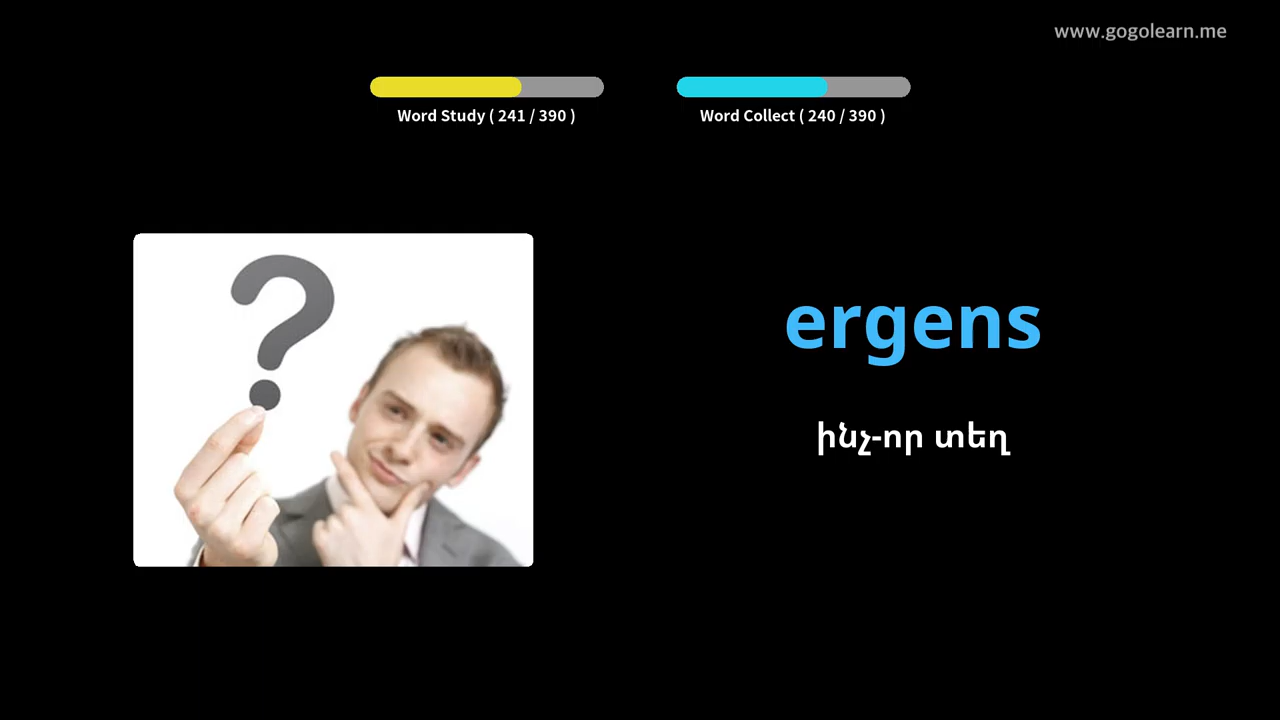 www.gogolearn.me
Word Study ( 241 / 390 )
Word Collect ( 240 / 390 )
?
ergens
ինչ-որ տեղ